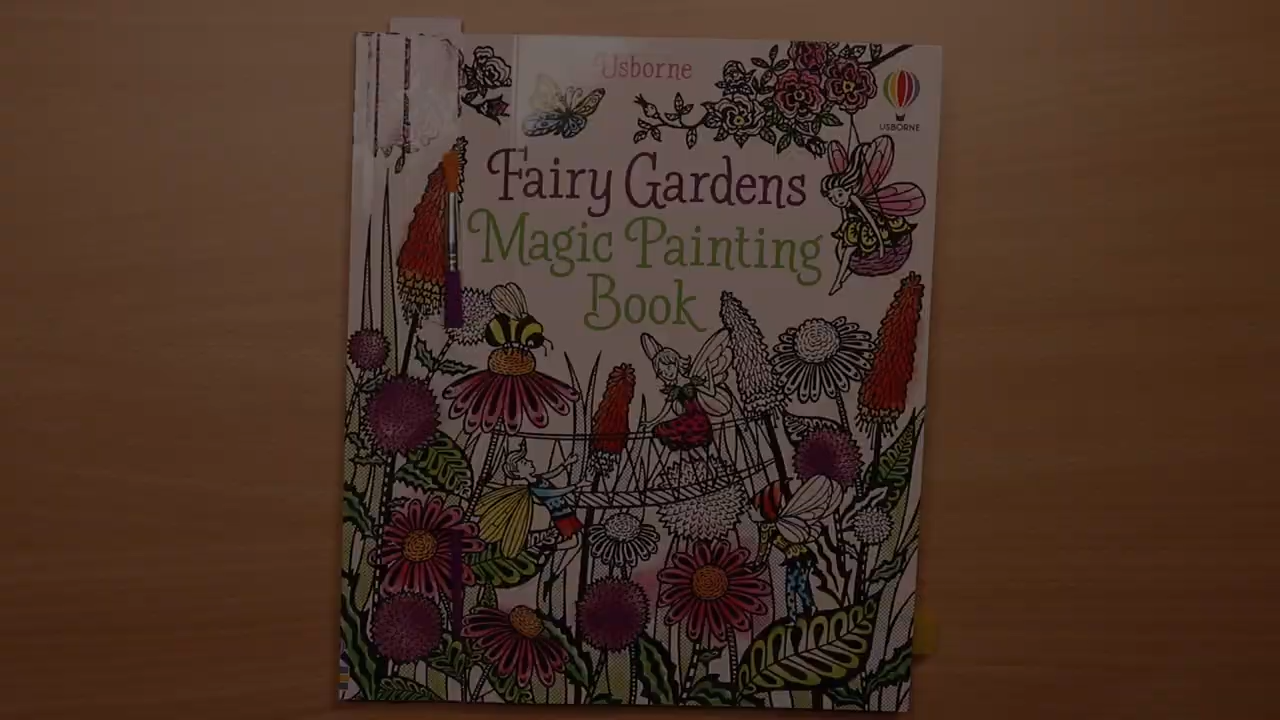 Usborne
USBORNE
Fairy Gardens
Magic Painting
Book